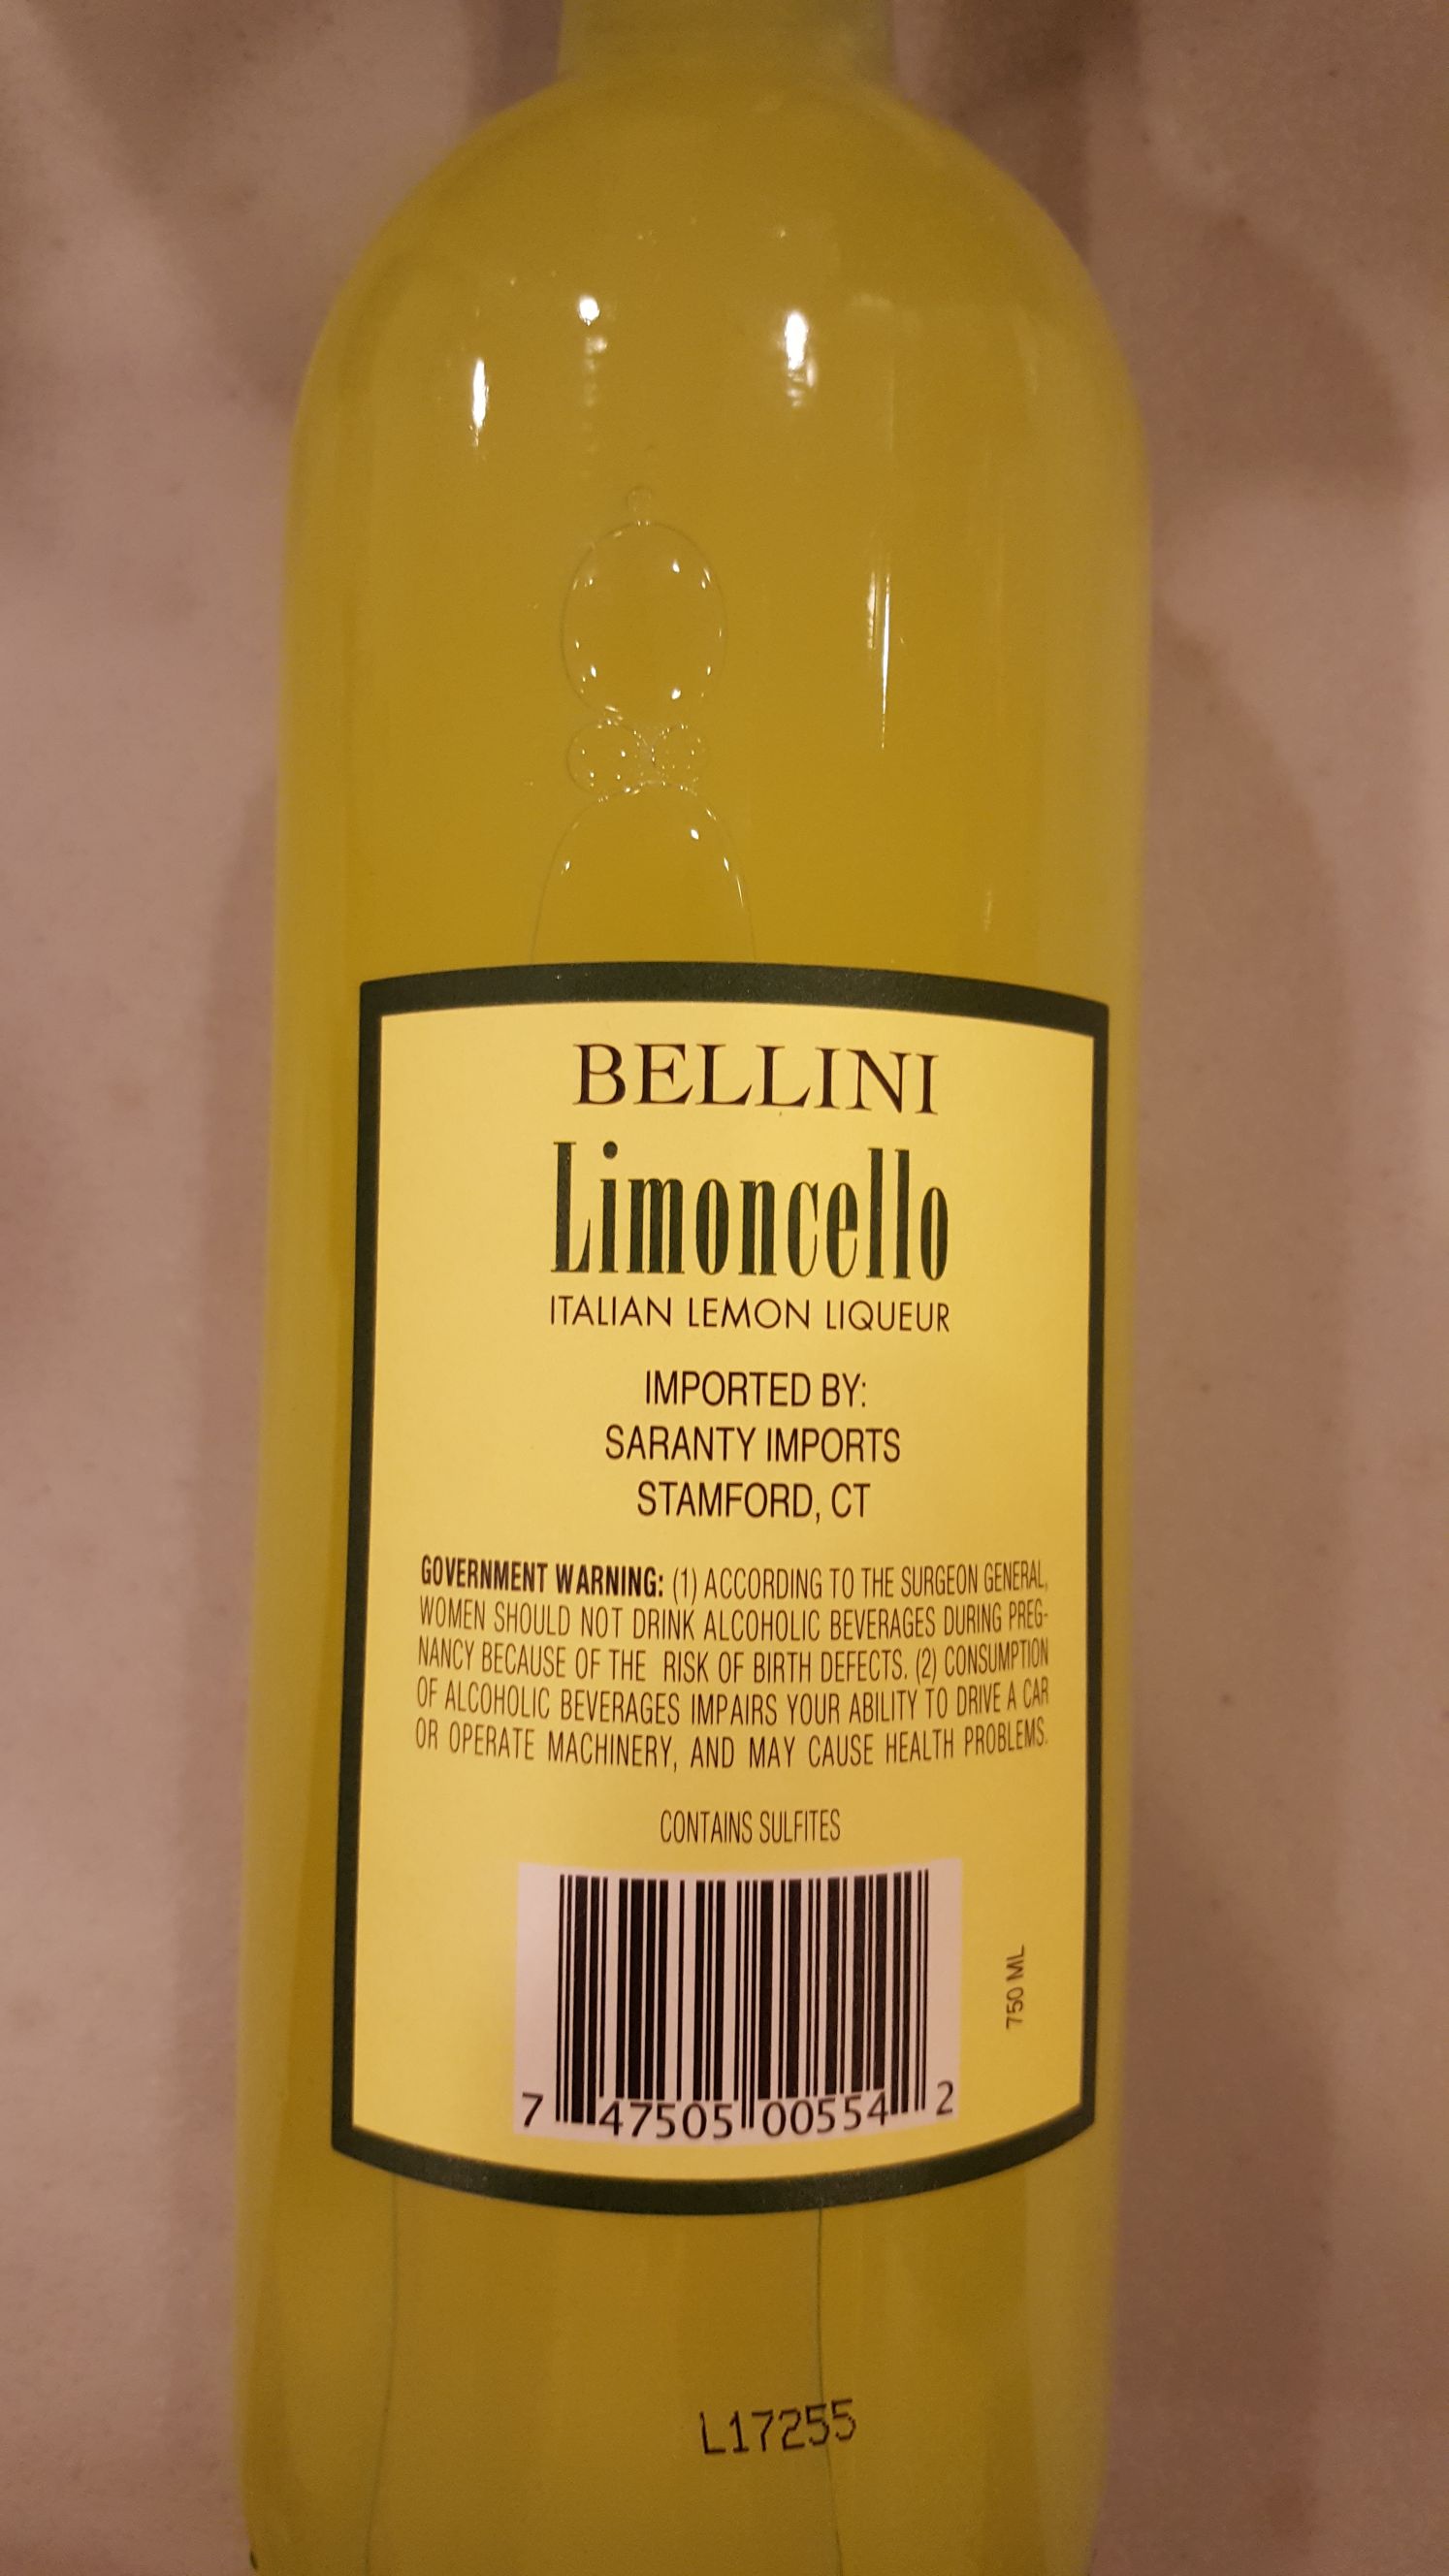 BELLINI
Limoncello
ITALIAN LEMON LIQUEUR
IMPORTED BY:
SARANTY IMPORTS
STAMFORD, CT
GOVERNMENT WARNING: (1) ACCORDING TO THE SURGEON GENERAL,
WOMEN SHOULD NOT DRINK ALCOHOLIC BEVERAGES DURING PREG-
NANCY BECAUSE OF THE RISK OF BIRTH DEFECTS. (2) CONSUMPTION
OF ALCOHOLIC BEVERAGES IMPAIRS YOUR ABILITY TO DRIVE A CAR
OR OPERATE MACHINERY, AND MAY CAUSE HEALTH PROBLEMS.
CONTAINS SULFITES
750 ML
7 47505 00554 2
L17255